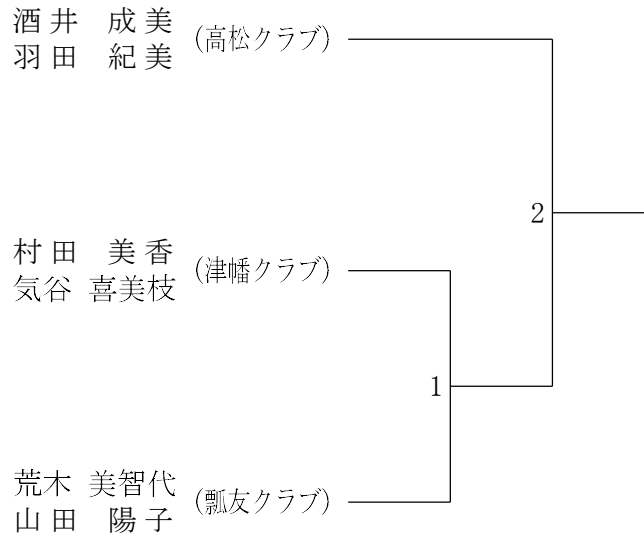 酒井 成美
羽田 紀美
(高松クラブ)
2
村田 美香
気谷 喜美枝
(津幡クラブ)
1
荒木 美智代
山田 陽子
(瓢友クラブ)